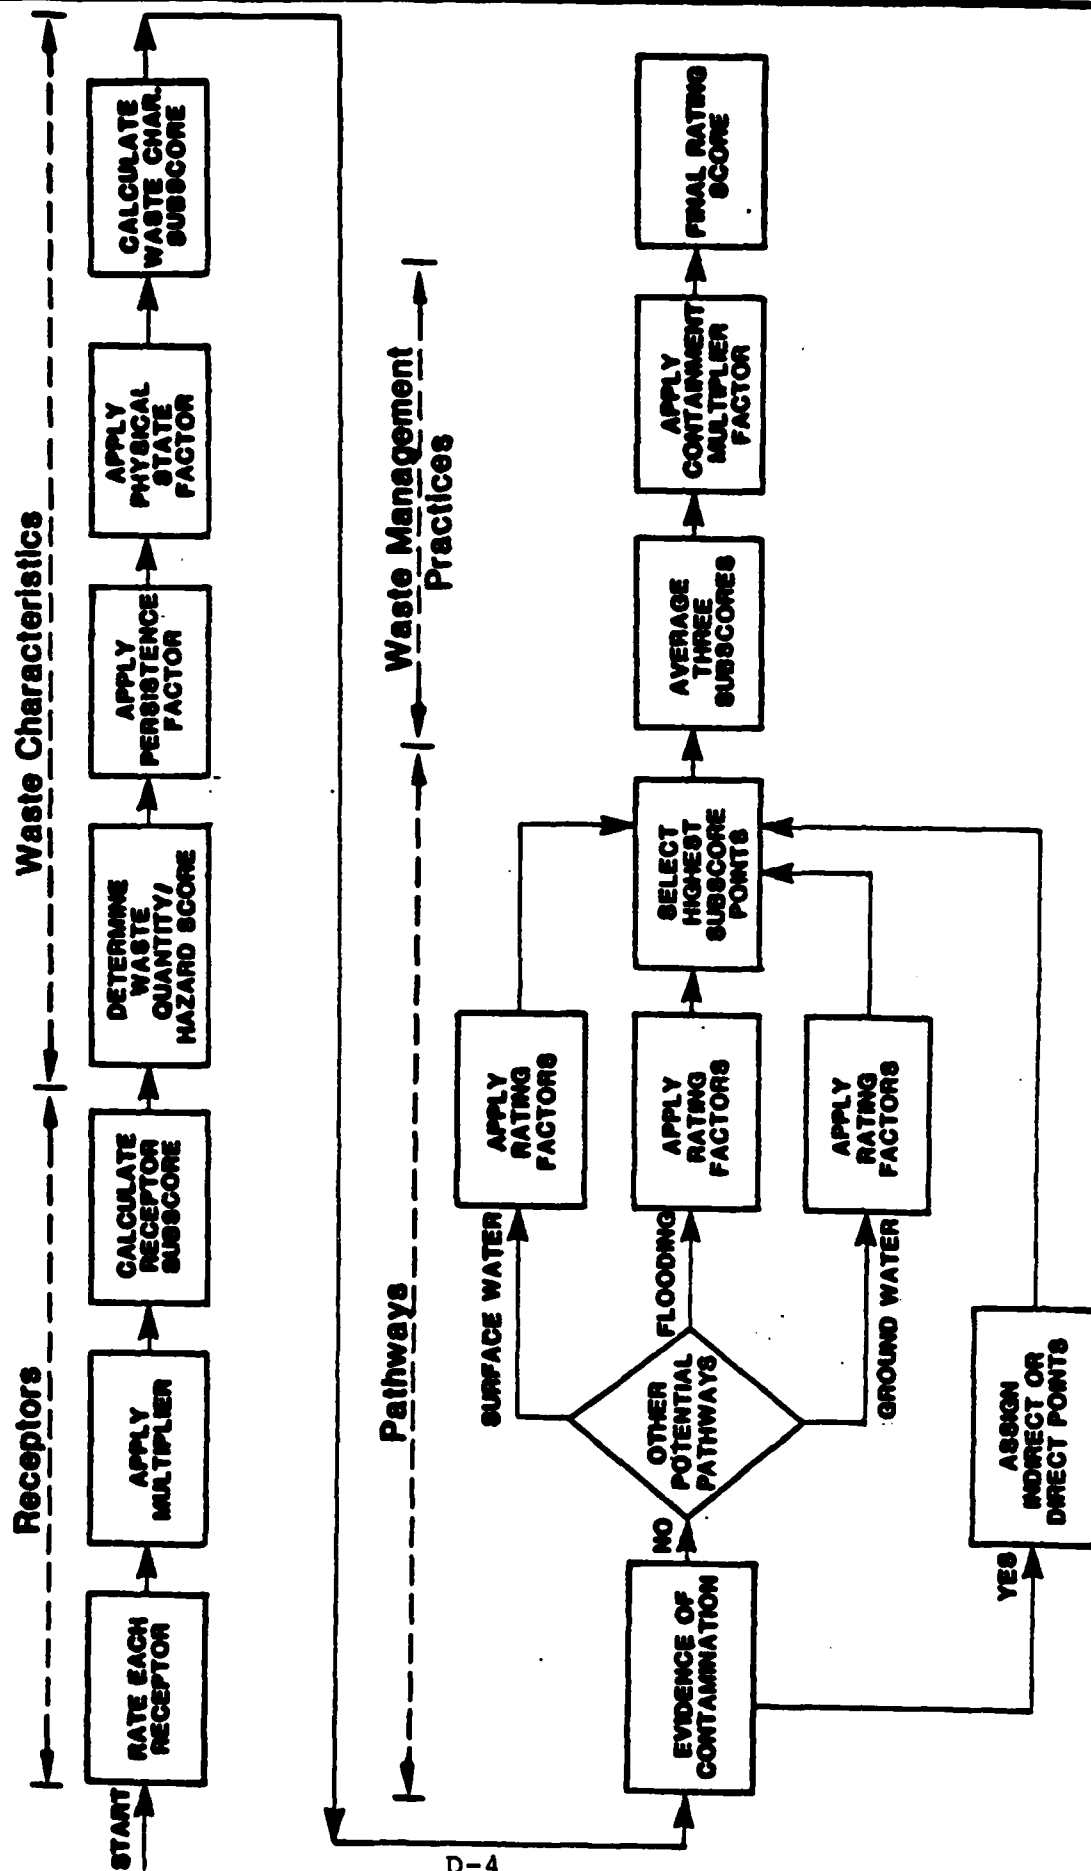 Receptors
Waste Characteristics
START
RATE EACH
RECEPTOR
APPLY
MULTIPLIER
CALCULATE
RECEPTOR
SUBSCORE
DETERMINE
WASTE
QUANTITY/
HAZARD SCORE
APPLY
PERSISTENCE
FACTOR
APPLY
PHYSICAL
STATE
FACTOR
CALCULATE
WASTE CHAR.
SUBSCORE
Pathways
Waste Management
Practices
EVIDENCE OF
CONTAMINATION
NO
OTHER
POTENTIAL
PATHWAYS
SURFACE WATER
APPLY
RATING
FACTORS
FLOODING
APPLY
RATING
FACTORS
GROUND WATER
APPLY
RATING
FACTORS
YES
ASSIGN
INDIRECT OR
DIRECT POINTS
SELECT
HIGHEST
SUBSCORE
POINTS
AVERAGE
THREE
SUBSCORES
APPLY
CONTAINMENT
MULTIPLIER
FACTOR
FINAL RATING
SCORE
D-4